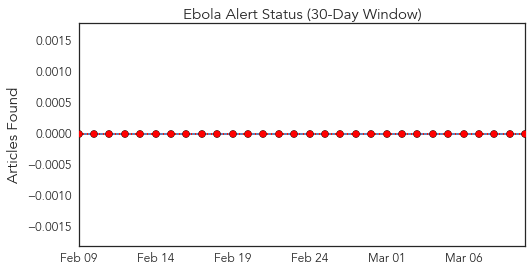 Ebola Alert Status (30-Day Window)
Articles Found
0.0015
0.0010
0.0005
0.0000
−0.0005
−0.0010
−0.0015
Feb 09 Feb 14 Feb 19 Feb 24 Mar 01 Mar 06